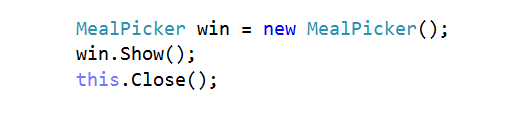 MealPicker win = new MealPicker();
win.Show();
this.Close();